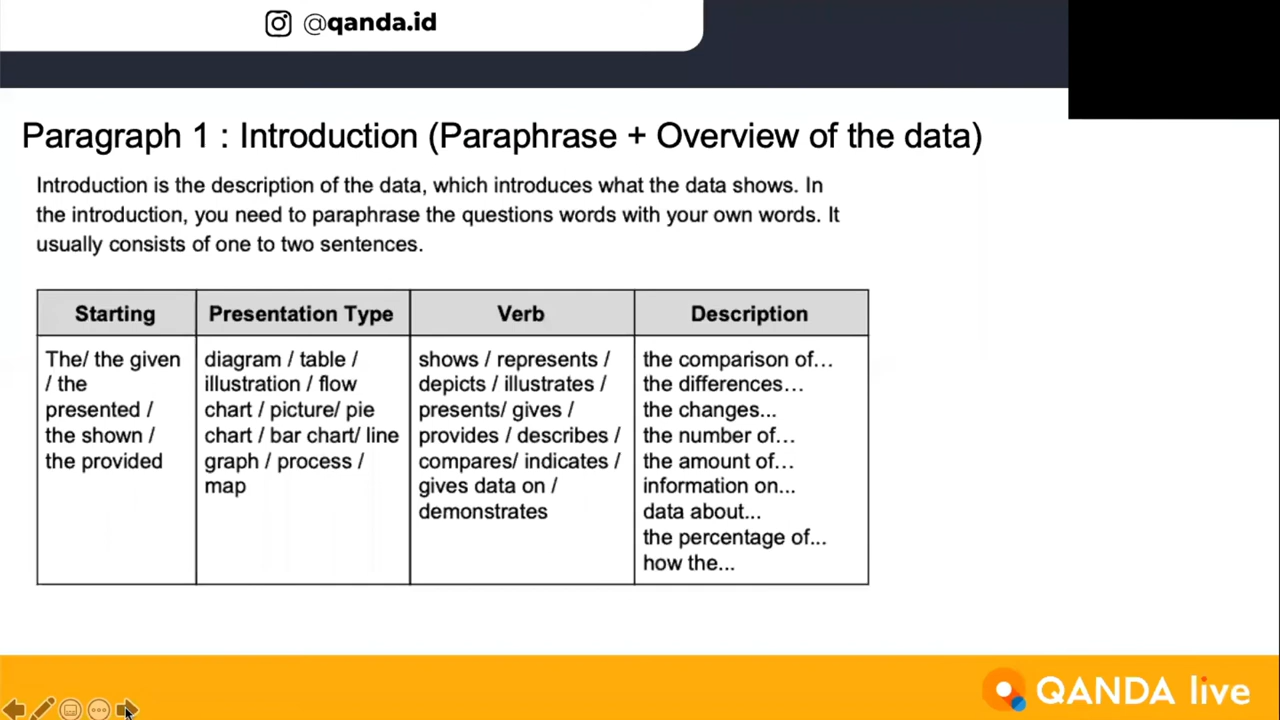 @qanda.id
Paragraph 1 : Introduction (Paraphrase + Overview of the data)
Introduction is the description of the data, which introduces what the data shows. In
the introduction, you need to paraphrase the questions words with your own words. It
usually consists of one to two sentences.
Starting
The/ the given
/ the
presented /
the shown /
the provided
Presentation Type
diagram / table /
illustration / flow
chart / picture/ pie
chart / bar chart/ line
graph / process /
map
Verb
shows / represents /
depicts / illustrates /
presents/ gives /
provides / describes /
compares/ indicates /
gives data on /
demonstrates
Description
the comparison of…
the differences…
the changes...
the number of…
the amount of…
information on...
data about...
the percentage of...
how the...
QANDA live